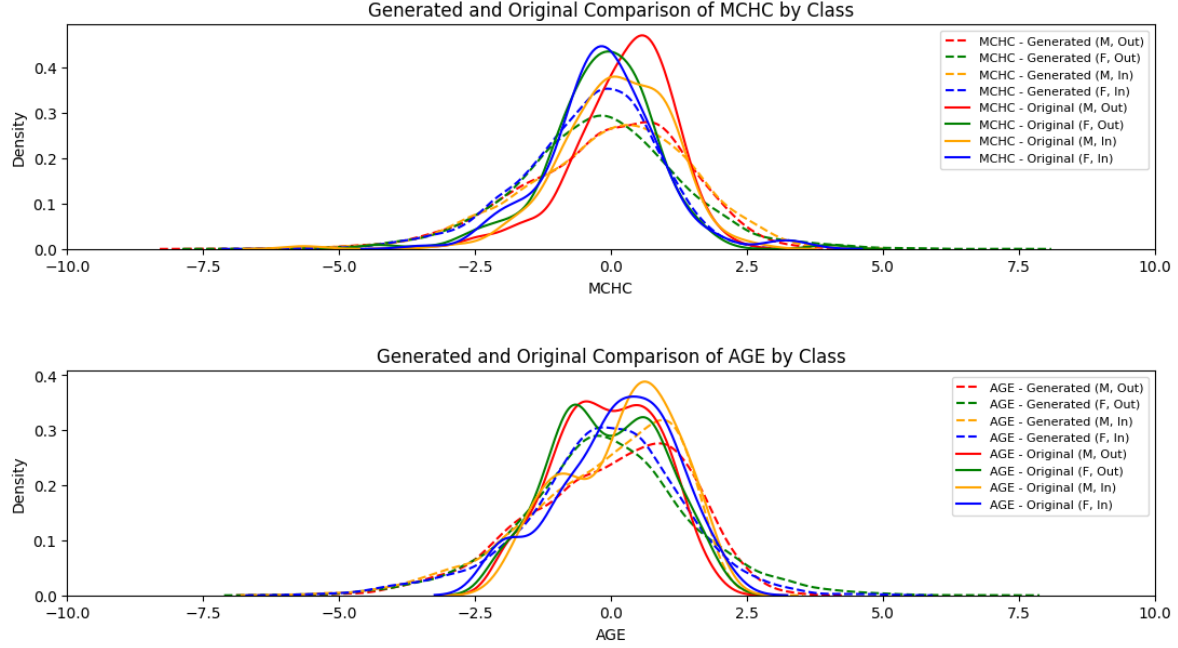 Generated and Original Comparison of MCHC by Class
MCHC - Generated (M, Out)
MCHC - Generated (F, Out)
MCHC - Generated (M, In)
MCHC - Generated (F, In)
MCHC - Original (M, Out)
MCHC - Original (F, Out)
MCHC - Original (M, In)
MCHC - Original (F, In)
Density
0.4
0.3
0.2
0.1
0.0
−10.0 −7.5 −5.0 −2.5 0.0 2.5 5.0 7.5 10.0
MCHC
Generated and Original Comparison of AGE by Class
AGE - Generated (M, Out)
AGE - Generated (F, Out)
AGE - Generated (M, In)
AGE - Generated (F, In)
AGE - Original (M, Out)
AGE - Original (F, Out)
AGE - Original (M, In)
AGE - Original (F, In)
Density
0.4
0.3
0.2
0.1
0.0
−10.0 −7.5 −5.0 −2.5 0.0 2.5 5.0 7.5 10.0
AGE